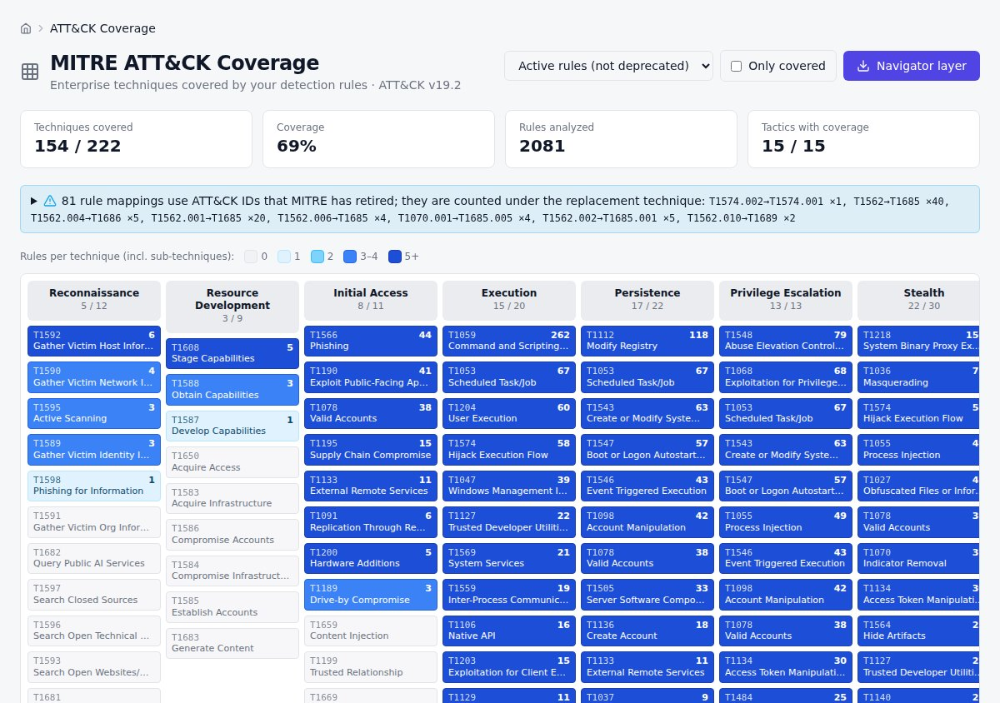 ATT&CK Coverage
MITRE ATT&CK Coverage
Enterprise techniques covered by your detection rules · ATT&CK v19.2
Active rules (not deprecated)
Only covered
Navigator layer
Techniques covered
154 / 222
Coverage
69%
Rules analyzed
2081
Tactics with coverage
15 / 15
81 rule mappings use ATT&CK IDs that MITRE has retired; they are counted under the replacement technique: T1574.002→T1574.001 ×1, T1562→T1685 ×40,
T1562.004→T1686 ×5, T1562.001→T1685 ×20, T1562.006→T1685 ×4, T1070.001→T1685.005 ×4, T1562.002→T1685.001 ×5, T1562.010→T1689 ×2
Rules per technique (incl. sub-techniques): 0 1 2 3–4 5+
Reconnaissance
5 / 12
T1592 6
Gather Victim Host Infor...
T1590 4
Gather Victim Network I...
T1595 3
Active Scanning
T1589 3
Gather Victim Identity I...
T1598 1
Phishing for Information
T1591
Gather Victim Org Infor...
T1682
Query Public AI Services
T1597
Search Closed Sources
T1596
Search Open Technical ...
T1593
Search Open Websites/...
T1681
Resource
Development
3 / 9
T1608 5
Stage Capabilities
T1588 3
Obtain Capabilities
T1587 1
Develop Capabilities
T1650
Acquire Access
T1583
Acquire Infrastructure
T1586
Compromise Accounts
T1584
Compromise Infrastruct...
T1585
Establish Accounts
T1683
Generate Content
Initial Access
8 / 11
T1566 44
Phishing
T1190 41
Exploit Public-Facing Ap...
T1078 38
Valid Accounts
T1195 15
Supply Chain Compromise
T1133 11
External Remote Services
T1091 6
Replication Through Re...
T1200 5
Hardware Additions
T1189 3
Drive-by Compromise
T1659
Content Injection
T1199
Trusted Relationship
T1669
Execution
15 / 20
T1059 262
Command and Scripting...
T1053 67
Scheduled Task/Job
T1204 60
User Execution
T1574 58
Hijack Execution Flow
T1047 39
Windows Management I...
T1127 22
Trusted Developer Utiliti...
T1569 21
System Services
T1559 19
Inter-Process Communic...
T1106 16
Native API
T1203 15
Exploitation for Client E...
T1129 11
Persistence
17 / 22
T1112 118
Modify Registry
T1053 67
Scheduled Task/Job
T1543 63
Create or Modify Syste...
T1547 57
Boot or Logon Autostart...
T1546 43
Event Triggered Execution
T1098 42
Account Manipulation
T1078 38
Valid Accounts
T1505 33
Server Software Compo...
T1136 18
Create Account
T1133 11
External Remote Services
T1037 9
Privilege Escalation
13 / 13
T1548 79
Abuse Elevation Control...
T1068 68
Exploitation for Privilege...
T1053 67
Scheduled Task/Job
T1543 63
Create or Modify Syste...
T1547 57
Boot or Logon Autostart...
T1055 49
Process Injection
T1546 43
Event Triggered Execution
T1098 42
Account Manipulation
T1078 38
Valid Accounts
T1134 30
Access Token Manipulati...
T1484 25
Stealth
22 / 30
T1218
System Binary Proxy Ex...
T1036
Masquerading
T1574
Hijack Execution Flow
T1055
Process Injection
T1027
Obfuscated Files or Infor...
T1078
Valid Accounts
T1070
Indicator Removal
T1134
Access Token Manipulati...
T1564
Hide Artifacts
T1127
Trusted Developer Utiliti...
T1140